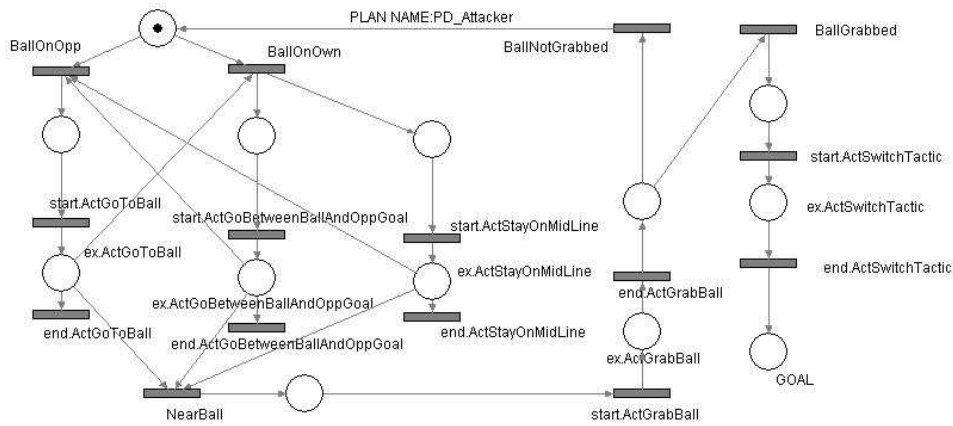 PLAN NAME:PD_Attacker
BallOnOpp
BallOnOwn
BallNotGrabbed
BallGrabbed
start.ActSwitchTactic
start.ActGoToBall
start.ActGoBetweenBallAndOppGoal
start.ActStayOnMidLine
ex.ActSwitchTactic
ex.ActGoToBall
ex.ActStayOnMidLine
end.ActSwitchTactic
ex.ActGoBetweenBallAndOppGoal
end.ActGrabBall
end.ActGoToBall
end.ActGoBetweenBallAndOppGoal
end.ActStayOnMidLine
ex.ActGrabBall
GOAL
NearBall
start.ActGrabBall